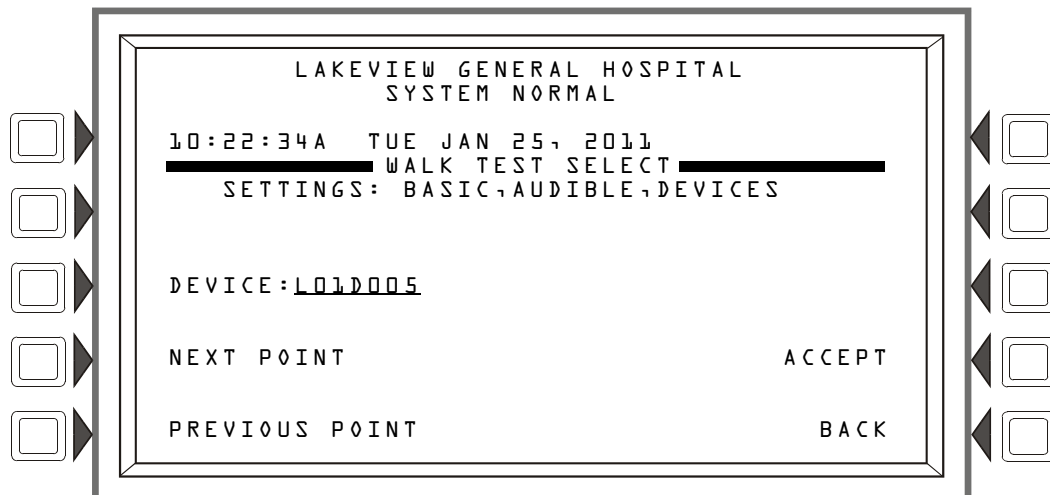 LAKEVIEW GENERAL HOSPITAL
SYSTEM NORMAL
10:22:34A TUE JAN 25, 2011
WALK TEST SELECT
SETTINGS: BASIC,AUDIBLE,DEVICES
DEVICE:L01D005
NEXT POINT ACCEPT
PREVIOUS POINT BACK